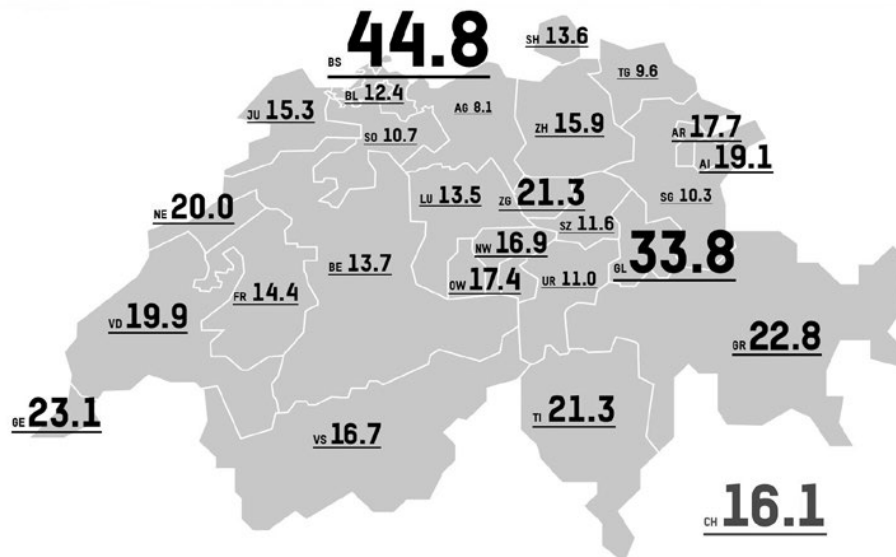 BS 44.8
SH 13.6
TG 9.6
BL 12.4
JU 15.3
AG 8.1
ZH 15.9
AR 17.7
SO 10.7
AI 19.1
LU 13.5
ZG 21.3
SG 10.3
NE 20.0
SZ 11.6
NW 16.9
GL 33.8
BE 13.7
OW 17.4
UR 11.0
FR 14.4
VD 19.9
GR 22.8
GE 23.1
TI 21.3
VS 16.7
CH 16.1